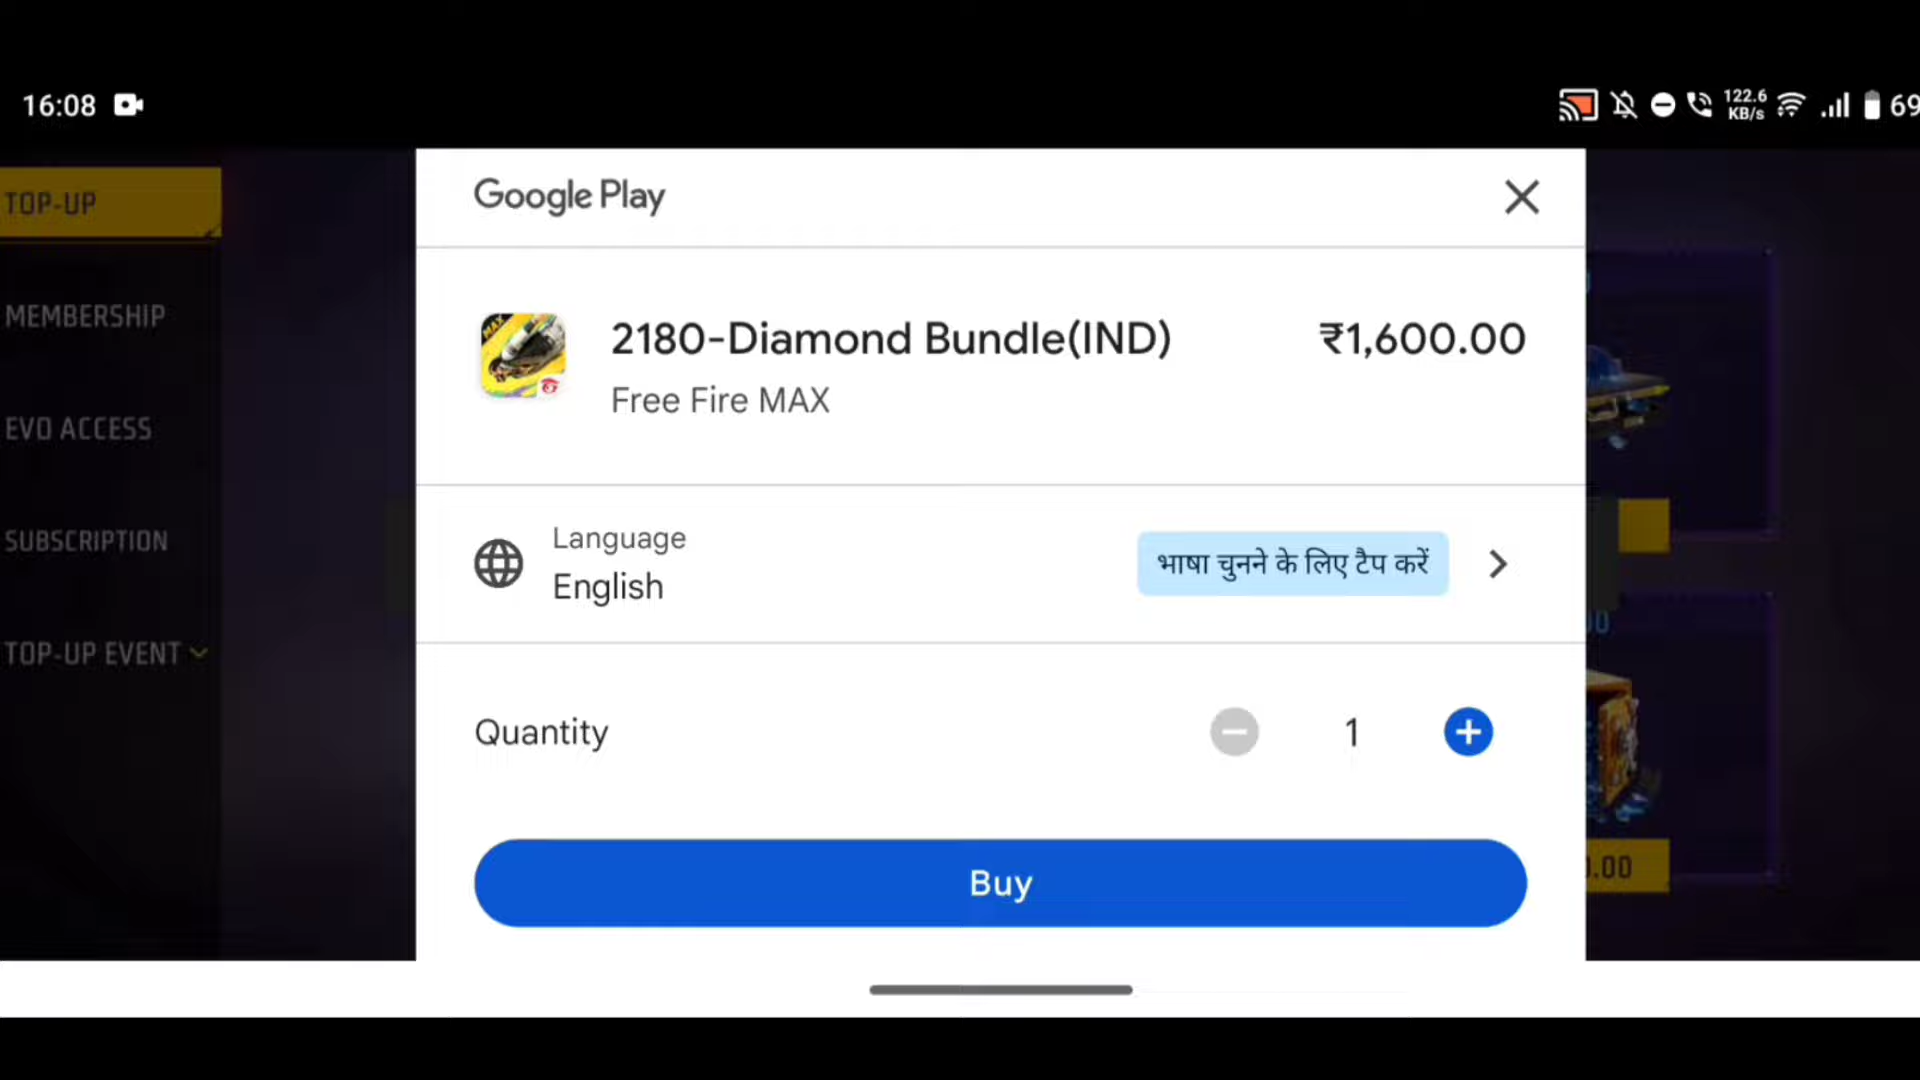 16:08
122.6
KB/s
69
TOP-UP
MEMBERSHIP
EVO ACCESS
SUBSCRIPTION
TOP-UP EVENT
Google Play
MAX
2180-Diamond Bundle(IND)
₹1,600.00
Free Fire MAX
Language
English
भाषा चुनने के लिए टैप करें
Quantity
1
Buy